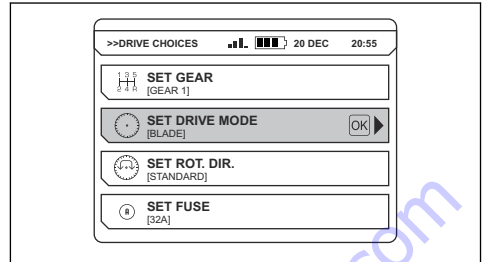 >>DRIVE CHOICES 20 DEC 20:55
1 3 5
2 4 R
SET GEAR
[GEAR 1]
SET DRIVE MODE
[BLADE]
OK
SET ROT. DIR.
[STANDARD]
A
SET FUSE
[32A]
com